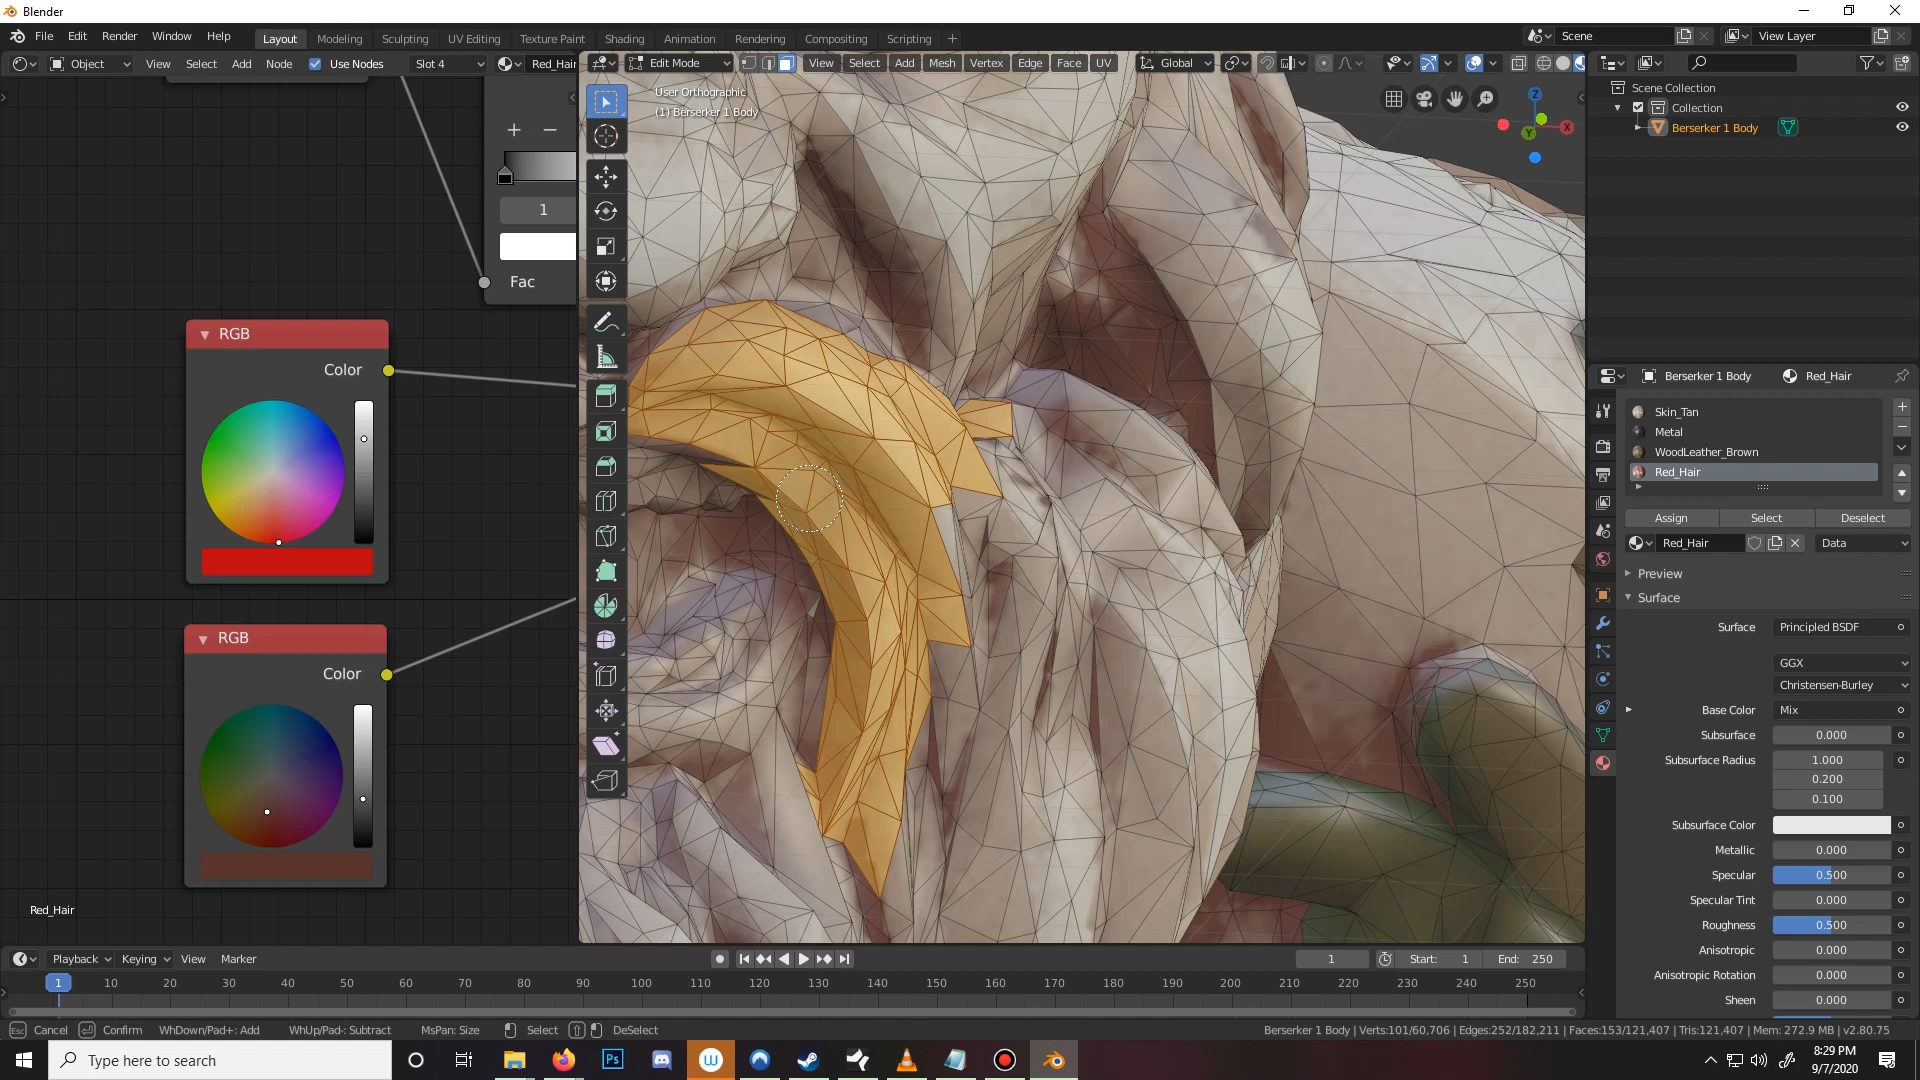 Blender
File Edit Render Window Help
Layout Modeling Sculpting UV Editing Texture Paint Shading Animation Rendering Compositing Scripting
Scene
View Layer
Object View Select Add Node Use Nodes Slot 4 Red_Hair
Edit Mode View Select Add Mesh Vertex Edge Face UV Global
User Orthographic
(1) Berserker 1 Body
Z
X
Y
1
Fac
RGB
Color
RGB
Color
Red_Hair
Scene Collection
Collection
Berserker 1 Body
Berserker 1 Body Red_Hair
Skin_Tan
Metal
WoodLeather_Brown
Red_Hair
Assign Select Deselect
Red_Hair Data
Preview
Surface
Surface Principled BSDF
GGX
Christensen-Burley
Base Color Mix
Subsurface 0.000
Subsurface Radius 1.000
0.200
0.100
Subsurface Color
Metallic 0.000
Specular 0.500
Specular Tint 0.000
Roughness 0.500
Anisotropic 0.000
Anisotropic Rotation 0.000
Sheen 0.000
Playback Keying View Marker
1 Start: 1 End: 250
1 10 20 30 40 50 60 70 80 90 100 110 120 130 140 150 160 170 180 190 200 210 220 230 240 250
Esc Cancel Confirm WhDown/Pad+: Add WhUp/Pad-: Subtract MsPan: Size Select DeSelect
Berserker 1 Body | Verts:101/60,706 | Edges:252/182,211 | Faces:153/121,407 | Tris:121,407 | Mem: 272.9 MB | v2.80.75
Type here to search
Ps
W
8:29 PM
9/7/2020